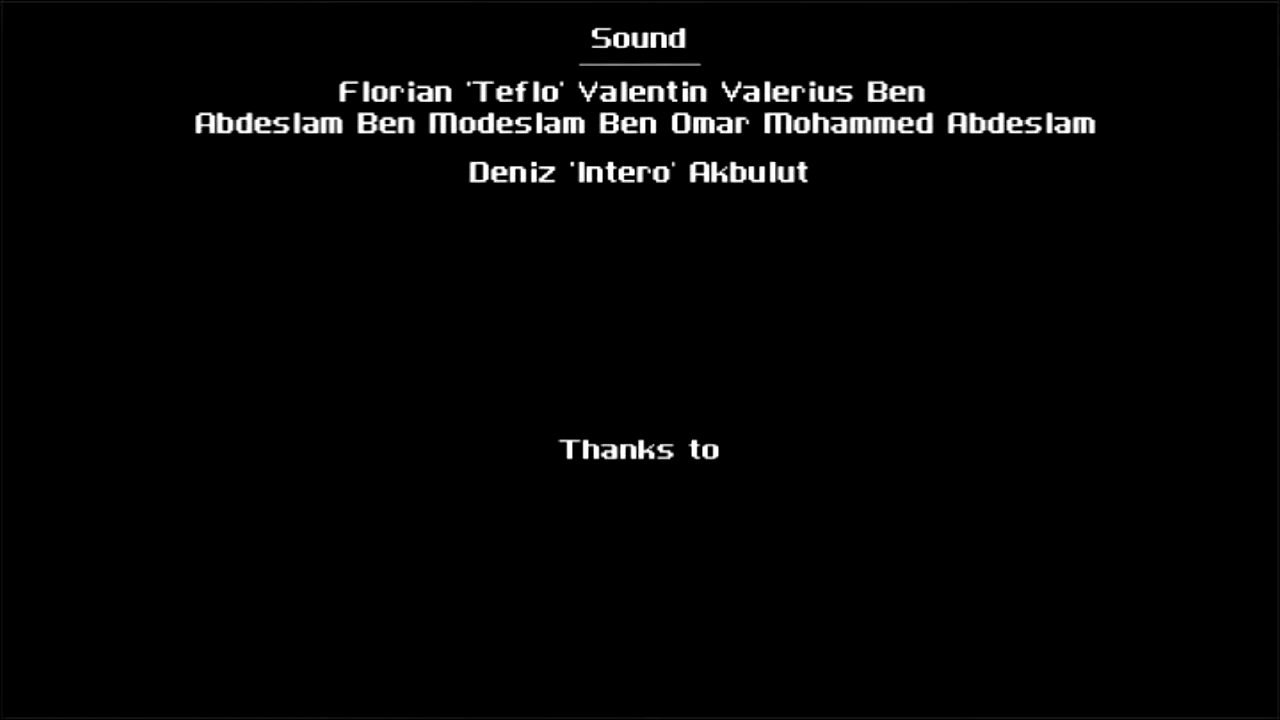 Sound
Florian 'Teflo' Valentin Valerius Ben
Abdeslam Ben Modeslam Ben Omar Mohammed Abdeslam
Deniz 'Intero' Akbulut
Thanks to